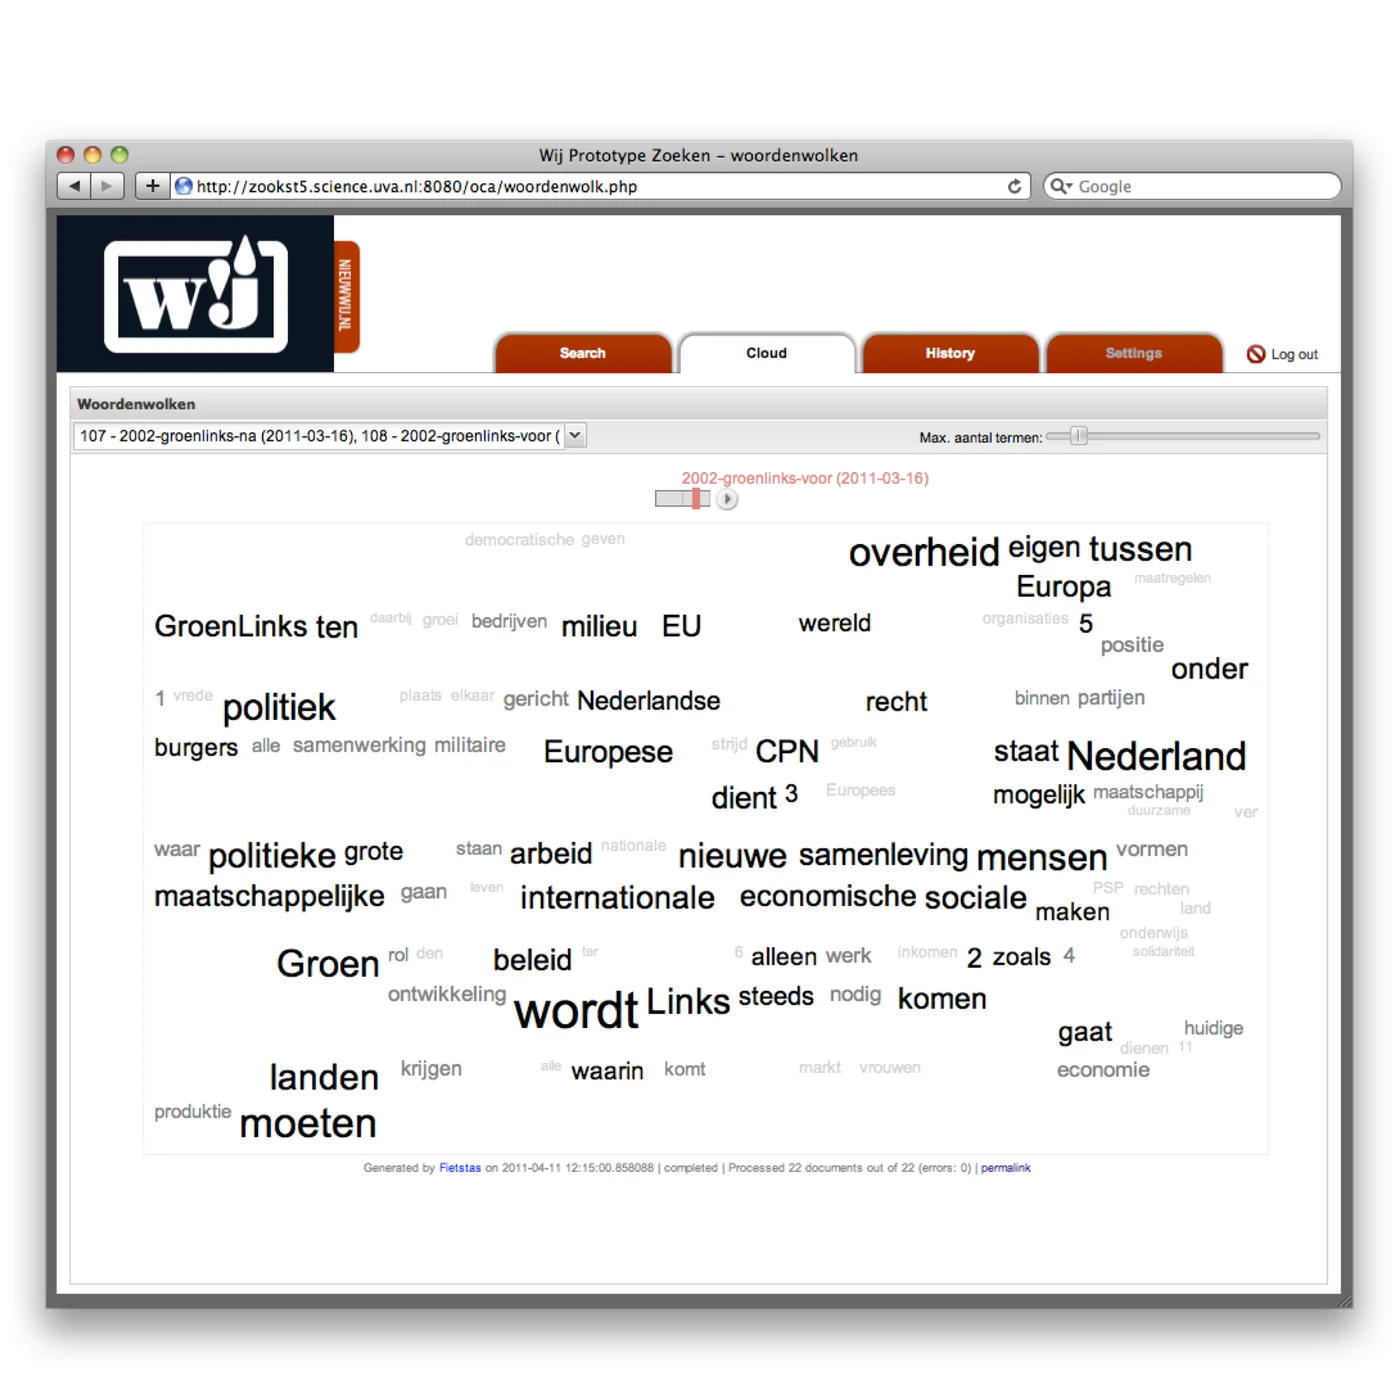 Wij Prototype Zoeken – woordenwolken
http://zookst5.science.uva.nl:8080/oca/woordenwolk.php
Google
wij
NIEUWWIJ.NL
Search Cloud History Settings Log out
Woordenwolken
107 - 2002-groenlinks-na (2011-03-16), 108 - 2002-groenlinks-voor (
Max. aantal termen:
2002-groenlinks-voor (2011-03-16)
democratische geven overheid eigen tussen
Europa maatregelen
GroenLinks ten daarbij groei bedrijven milieu EU wereld organisaties 5
positie
onder
1 vrede politiek plaats elkaar gericht Nederlandse recht binnen partijen
burgers alle samenwerking militaire Europese strijd CPN gebruik staat Nederland
dient 3 Europees mogelijk maatschappij
duurzame ver
waar politieke grote staan arbeid nationale nieuwe samenleving mensen vormen
maatschappelijke gaan leven internationale economische sociale maken PSP rechten
land
onderwijs
Groen rol den beleid ter 6 alleen werk inkomen 2 zoals 4 solidariteit
ontwikkeling wordt Links steeds nodig komen
gaat huidige
dienen 11
landen krijgen alle waarin komt markt vrouwen economie
produktie moeten
Generated by Fietstas on 2011-04-11 12:15:00.858088 | completed | Processed 22 documents out of 22 (errors: 0) | permalink